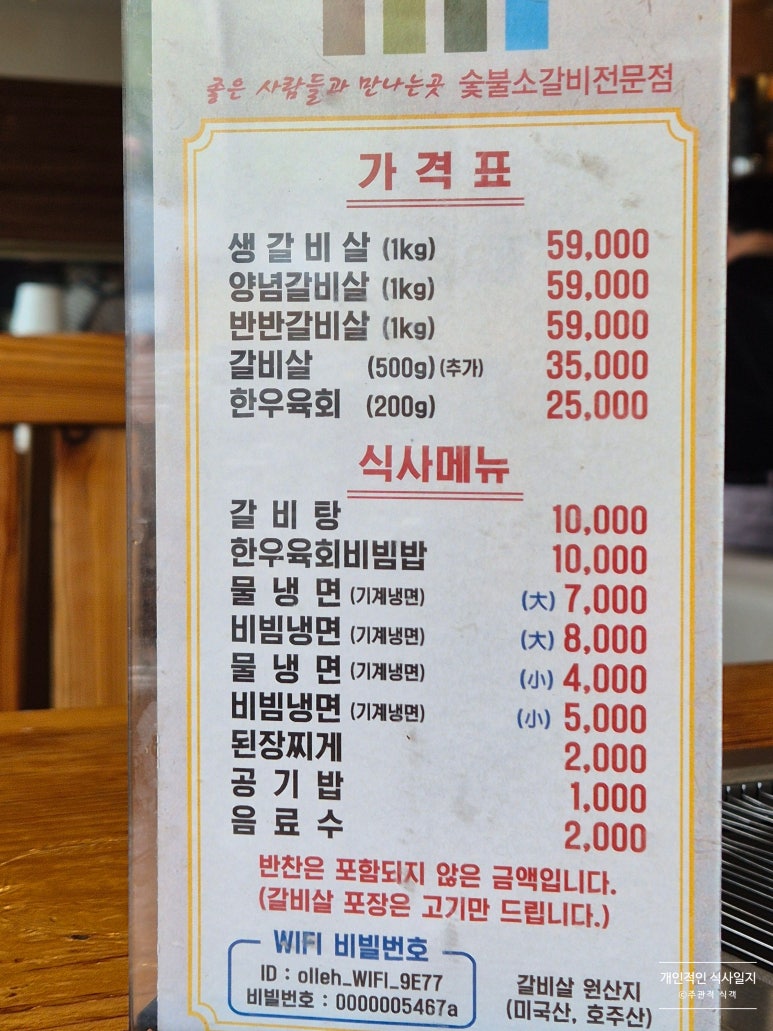 좋은 사람들과 만나는곳 숯불소갈비전문점
가격표
생갈비살 (1kg) 59,000
양념갈비살 (1kg) 59,000
반반갈비살 (1kg) 59,000
갈비살 (500g)(추가) 35,000
한우육회 (200g) 25,000
식사메뉴
갈비탕 10,000
한우육회비빔밥 10,000
물냉면 (기계냉면) (大) 7,000
비빔냉면 (기계냉면) (大) 8,000
물냉면 (기계냉면) (小) 4,000
비빔냉면 (기계냉면) (小) 5,000
된장찌게 2,000
공기밥 1,000
음료수 2,000
반찬은 포함되지 않은 금액입니다.
(갈비살 포장은 고기만 드립니다.)
WIFI 비빌번호
ID : olleh_WIFI_9E77
비빌번호 : 0000005467a
갈비살 원산지
(미국산, 호주산)
개인적인 식사일지
©주관적 식객